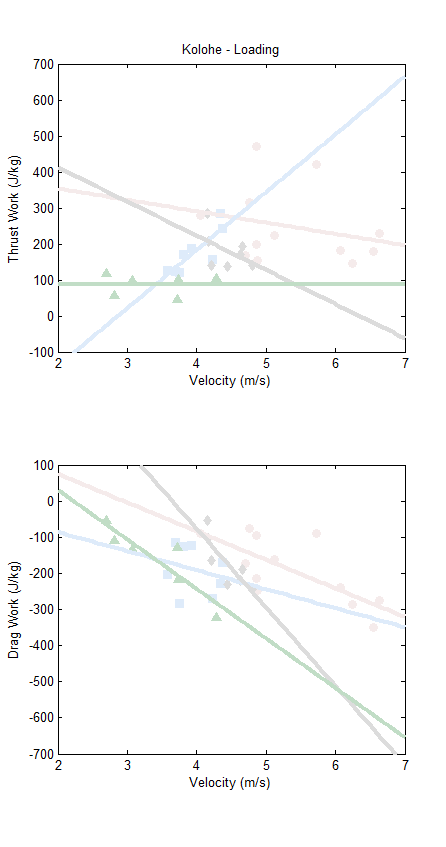 Kolohe - Loading
700
600
500
400
300
200
100
0
-100
Thrust Work (J/kg)
2 3 4 5 6 7
Velocity (m/s)
100
0
-100
-200
-300
-400
-500
-600
-700
Drag Work (J/kg)
2 3 4 5 6 7
Velocity (m/s)